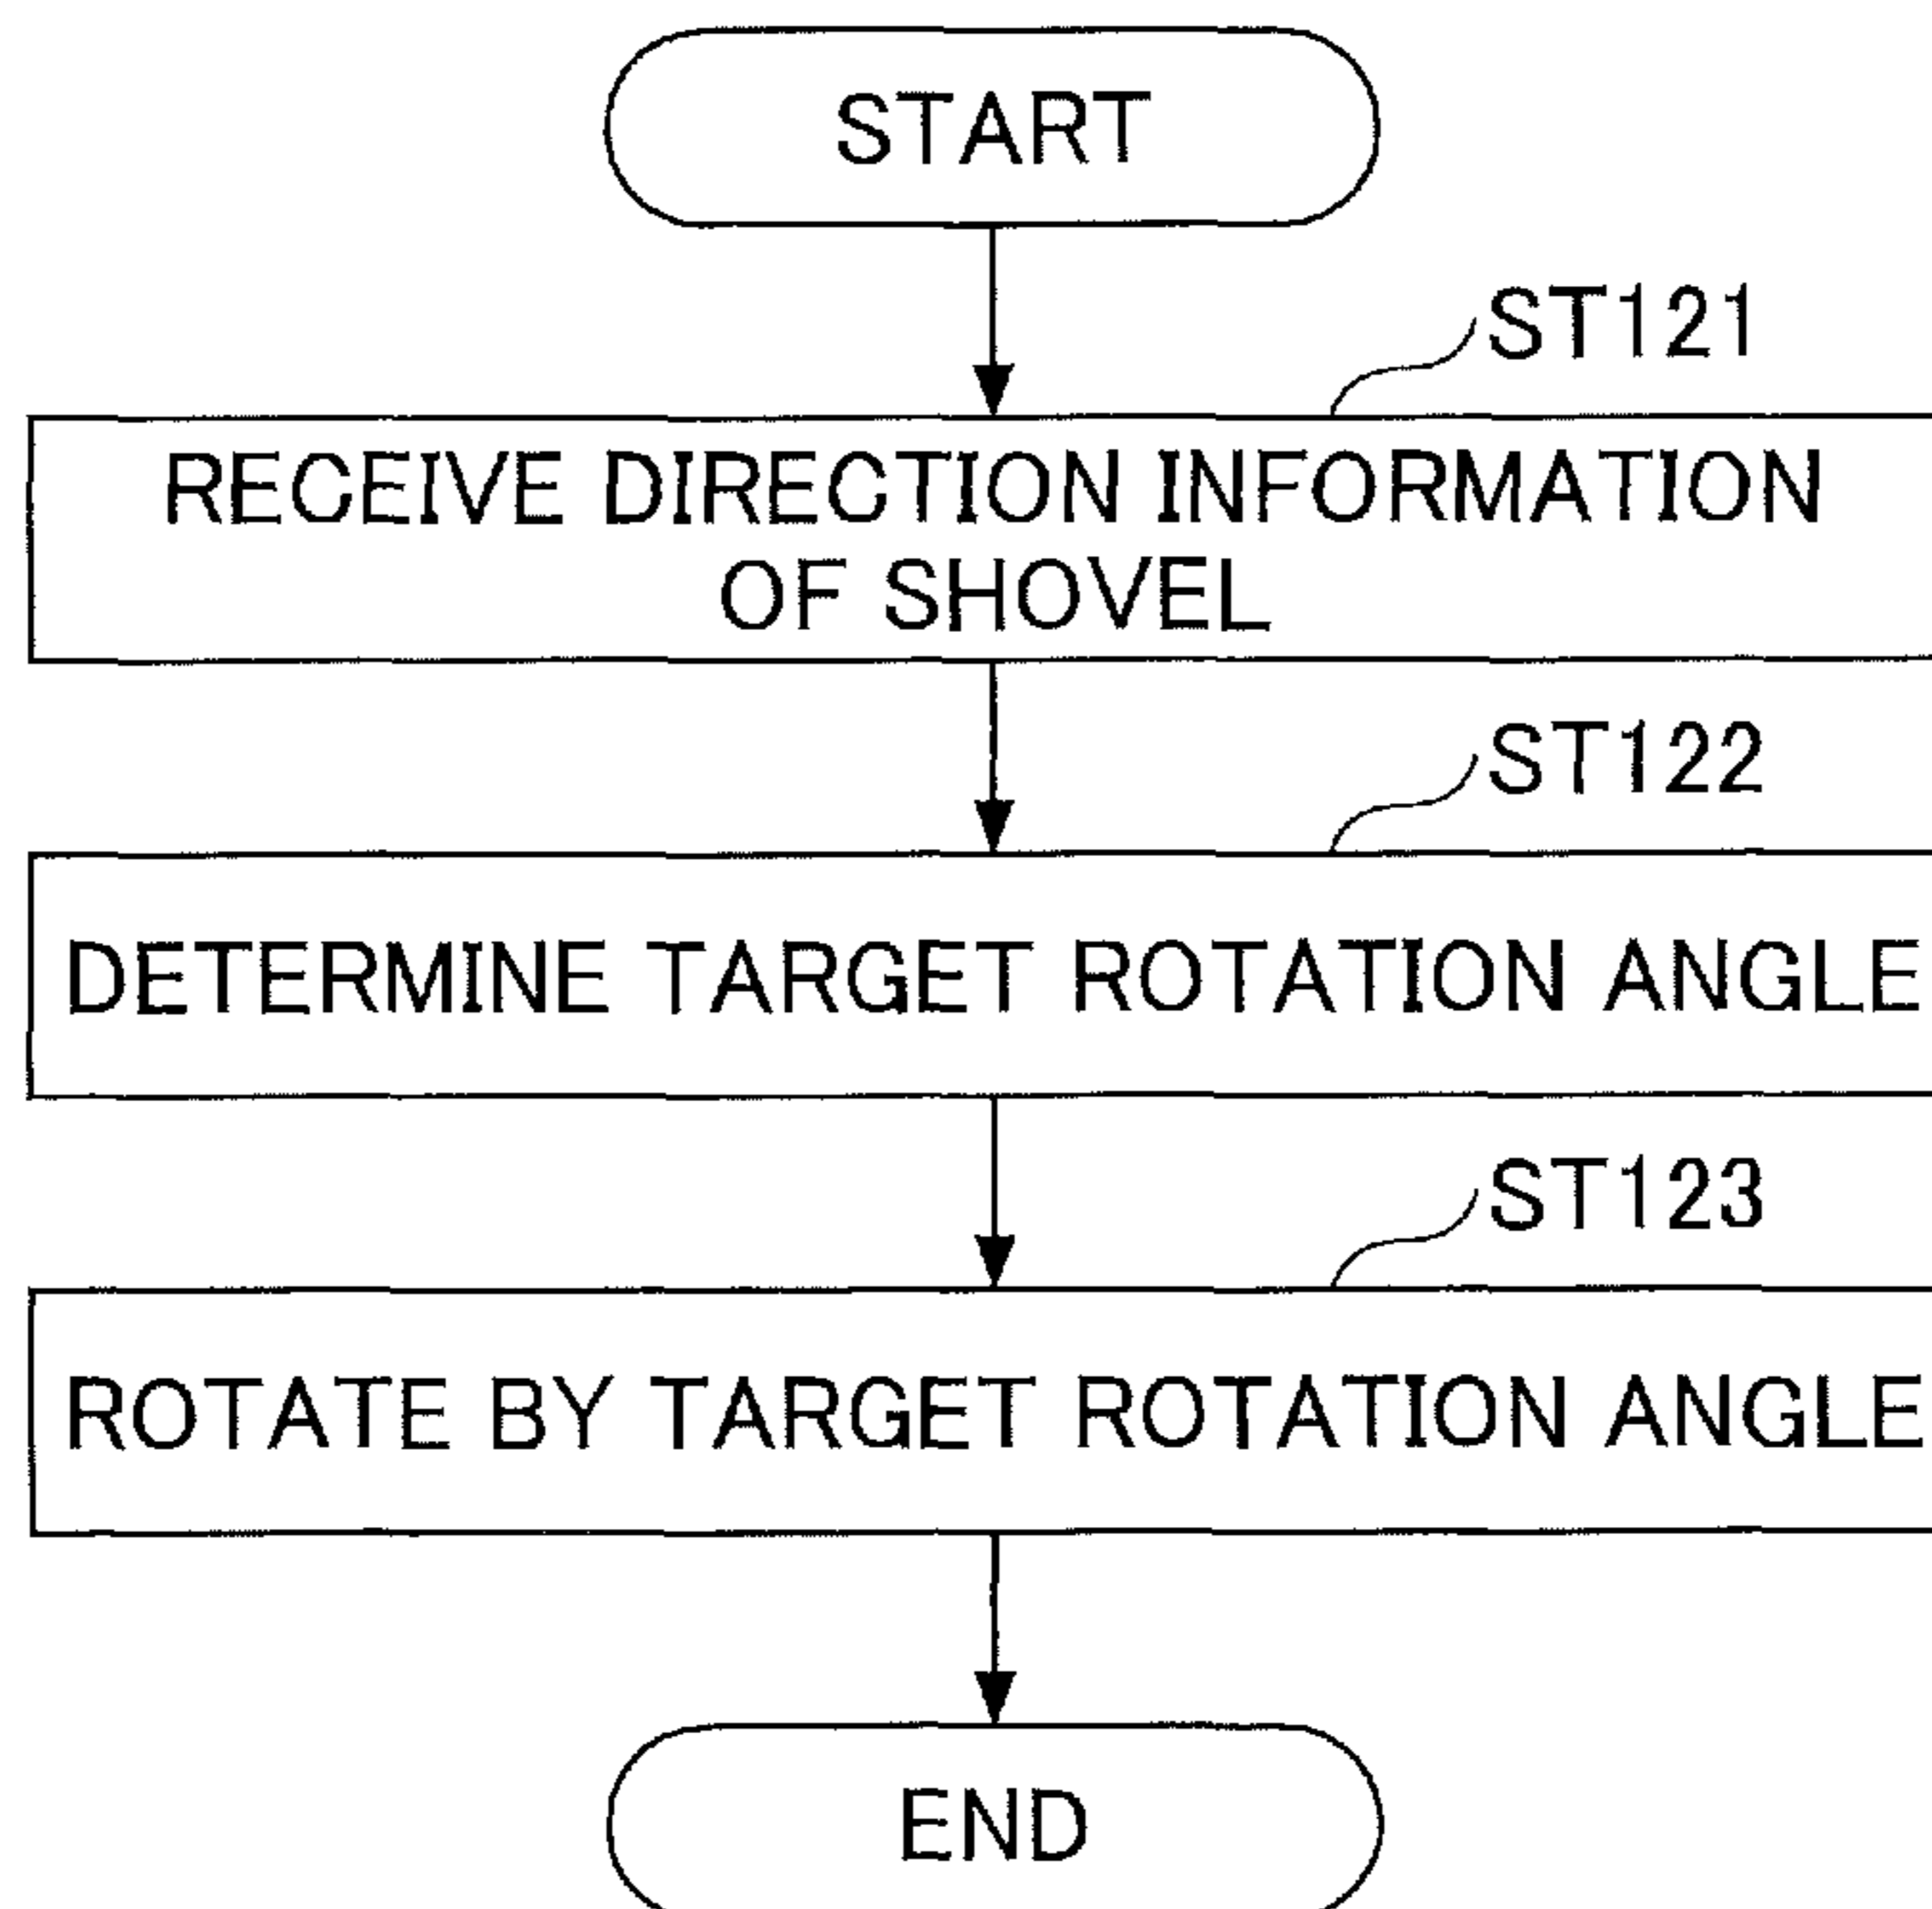 START
ST121
RECEIVE DIRECTION INFORMATION
OF SHOVEL
ST122
DETERMINE TARGET ROTATION ANGLE
ST123
ROTATE BY TARGET ROTATION ANGLE
END